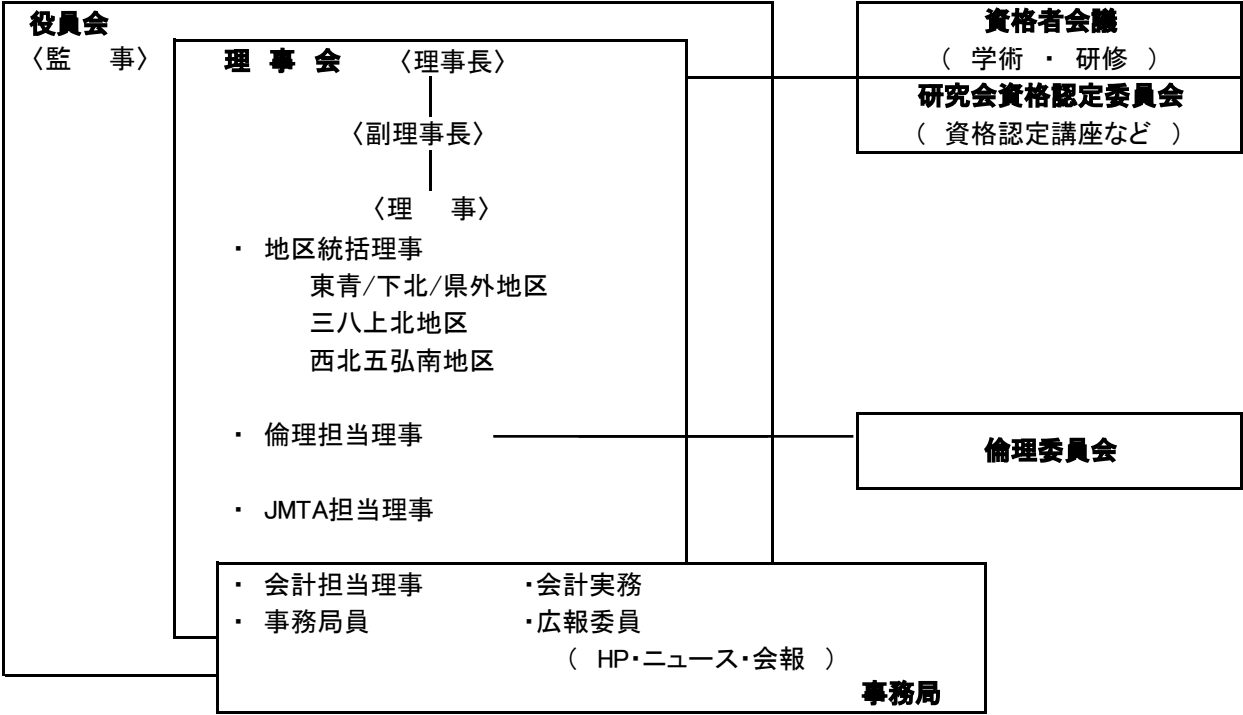 役員会
〈監　事〉
理 事 会　〈理事長〉
〈副理事長〉
〈理　事〉
・ 地区統括理事
東青/下北/県外地区
三八上北地区
西北五弘南地区
・ 倫理担当理事
・ JMTA担当理事
・ 会計担当理事　・会計実務
・ 事務局員　・広報委員
（ HP・ニュース・会報 ）
事務局
資格者会議
（ 学術 ・ 研修 ）
研究会資格認定委員会
（ 資格認定講座など ）
倫理委員会